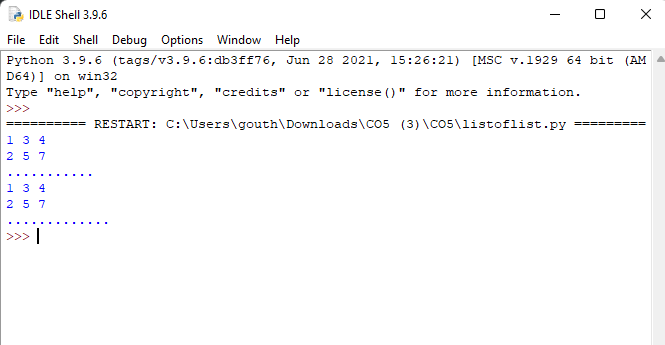 IDLE Shell 3.9.6
File Edit Shell Debug Options Window Help
Python 3.9.6 (tags/v3.9.6:db3ff76, Jun 28 2021, 15:26:21) [MSC v.1929 64 bit (AM
D64)] on win32
Type "help", "copyright", "credits" or "license()" for more information.
>>>
========== RESTART: C:\Users\gouth\Downloads\CO5 (3)\CO5\listoflist.py =========
1 3 4
2 5 7
...........
1 3 4
2 5 7
.............
>>>